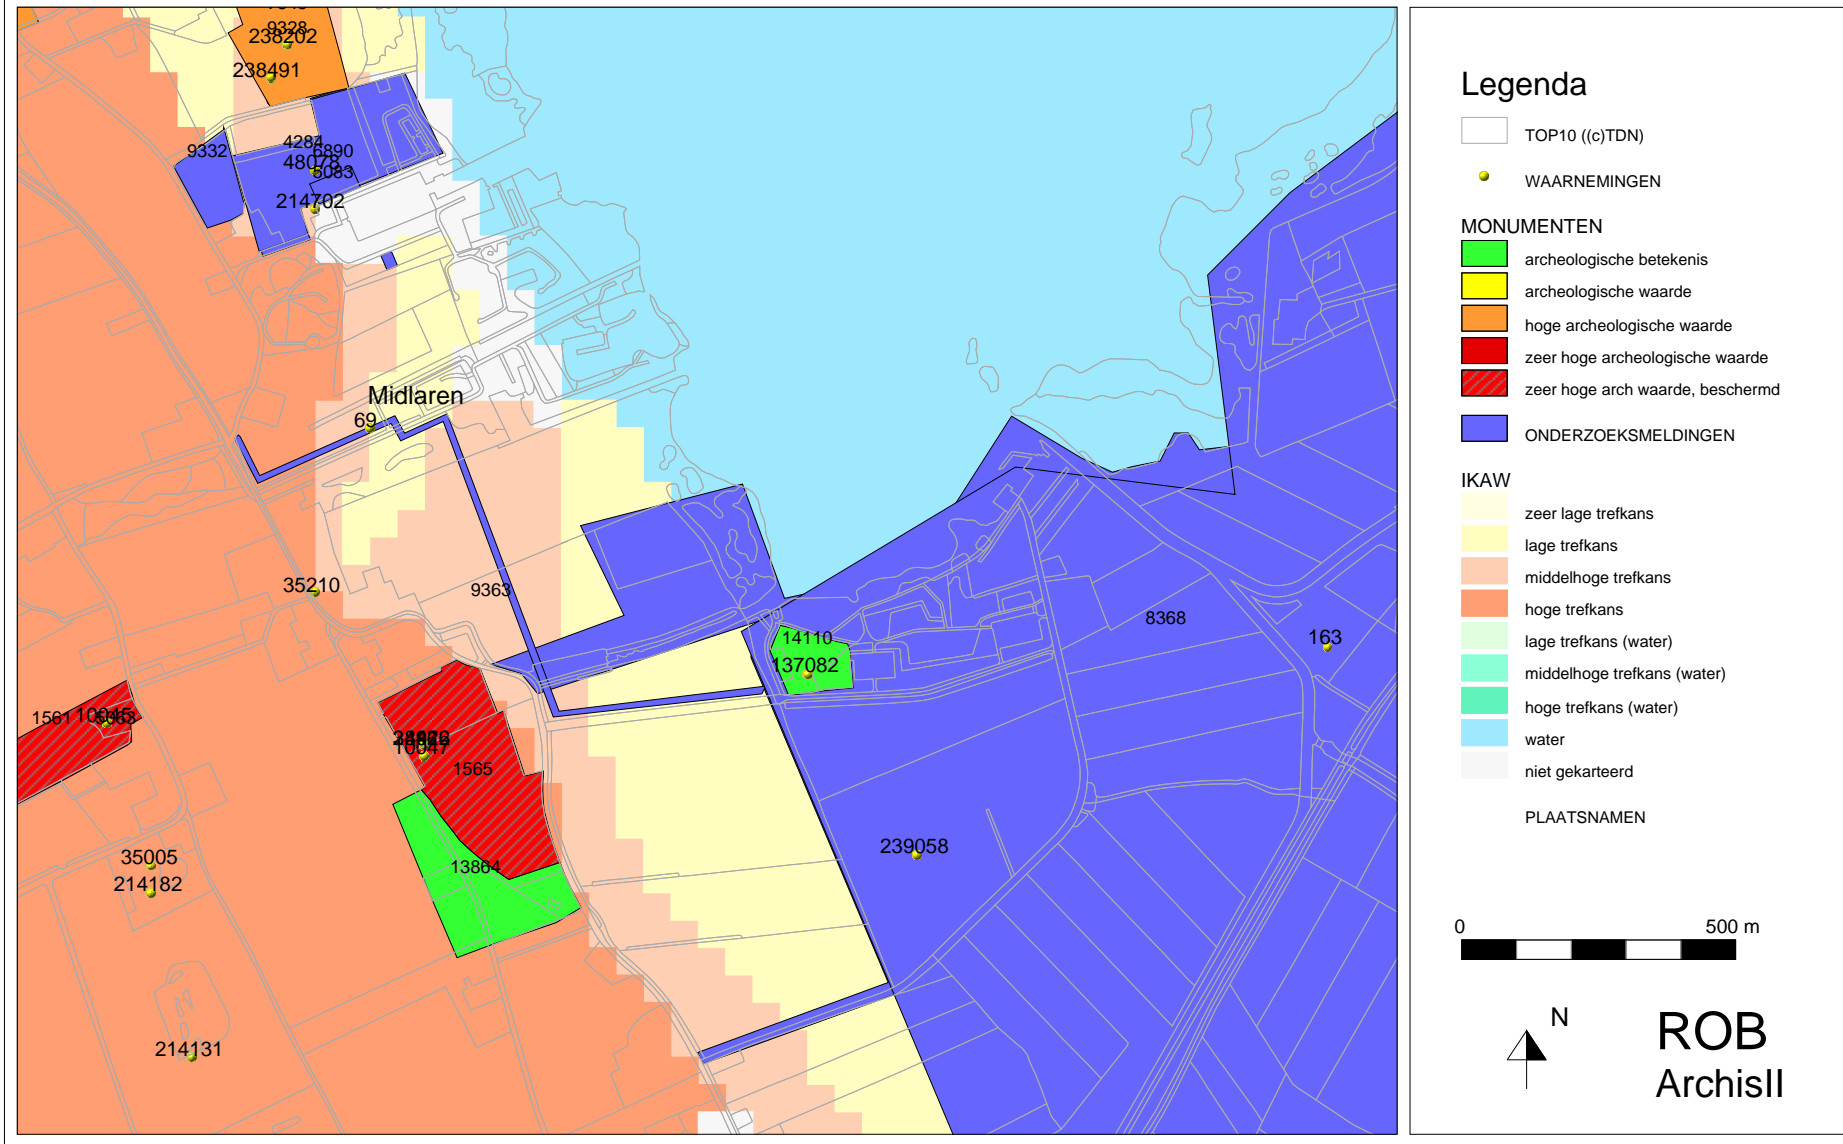 9328
238202
238491
4284
9332
6890
48078
5083
214702
Midlaren
69
35210
9363
14110
137082
8368
163
1561
10047
1565
13864
239058
35005
214182
214131
Legenda
TOP10 ((c)TDN)
WAARNEMINGEN
MONUMENTEN
archeologische betekenis
archeologische waarde
hoge archeologische waarde
zeer hoge archeologische waarde
zeer hoge arch waarde, beschermd
ONDERZOEKSMELDINGEN
IKAW
zeer lage trefkans
lage trefkans
middelhoge trefkans
hoge trefkans
lage trefkans (water)
middelhoge trefkans (water)
hoge trefkans (water)
water
niet gekarteerd
PLAATSNAMEN
0 500 m
N
ROB
ArchisII